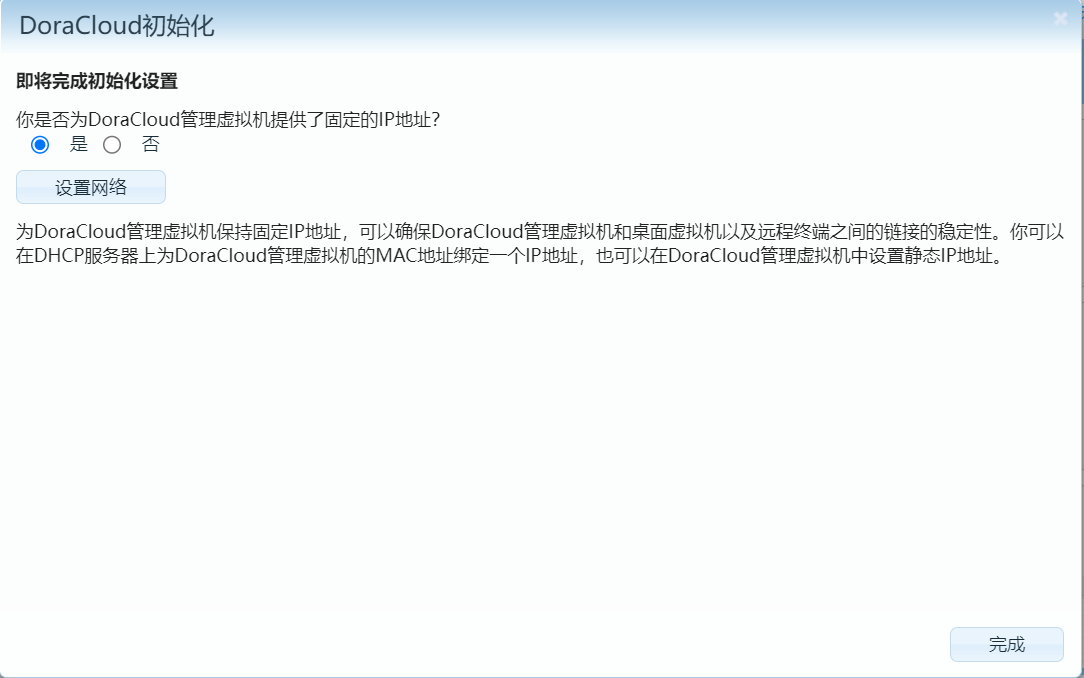 DoraCloud初始化
即将完成初始化设置
你是否为DoraCloud管理虚拟机提供了固定的IP地址？
是 否
设置网络
为DoraCloud管理虚拟机保持固定IP地址，可以确保DoraCloud管理虚拟机和桌面虚拟机以及远程终端之间的链接的稳定性。你可以
在DHCP服务器上为DoraCloud管理虚拟机的MAC地址绑定一个IP地址，也可以在DoraCloud管理虚拟机中设置静态IP地址。
完成